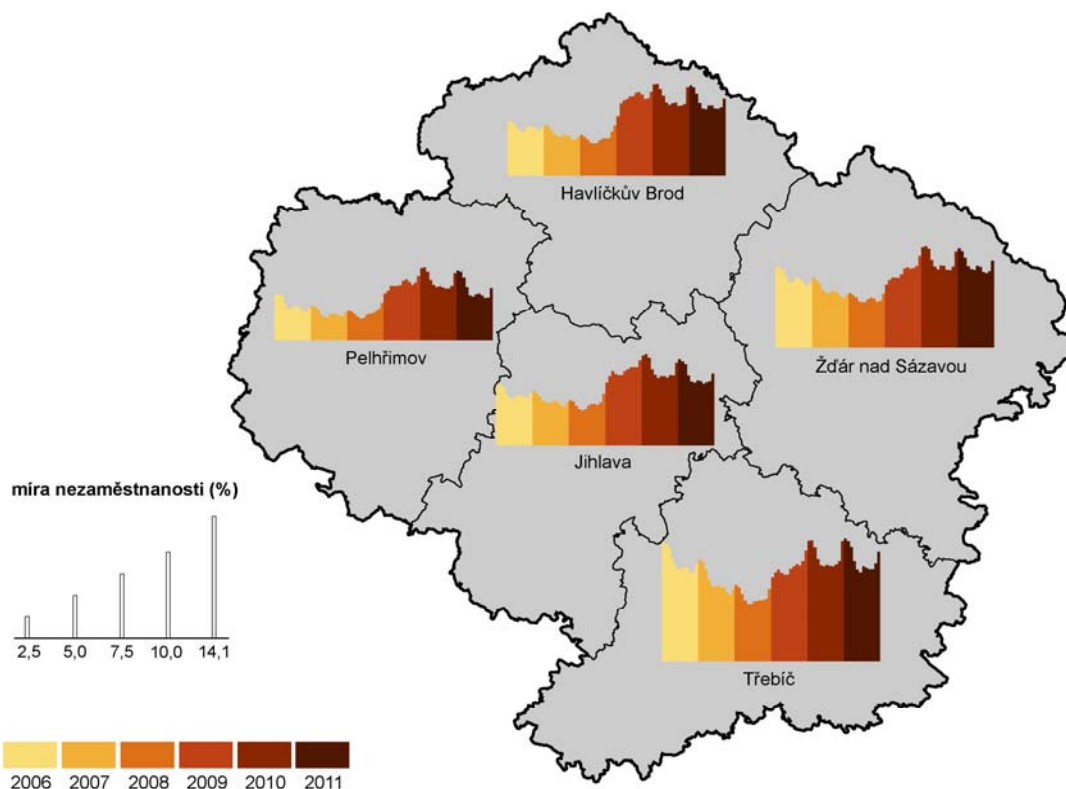 Havlíčkův Brod
Pelhřimov
Žďár nad Sázavou
Jihlava
Třebíč
míra nezaměstnanosti (%)
2,5 5,0 7,5 10,0 14,1
2006 2007 2008 2009 2010 2011